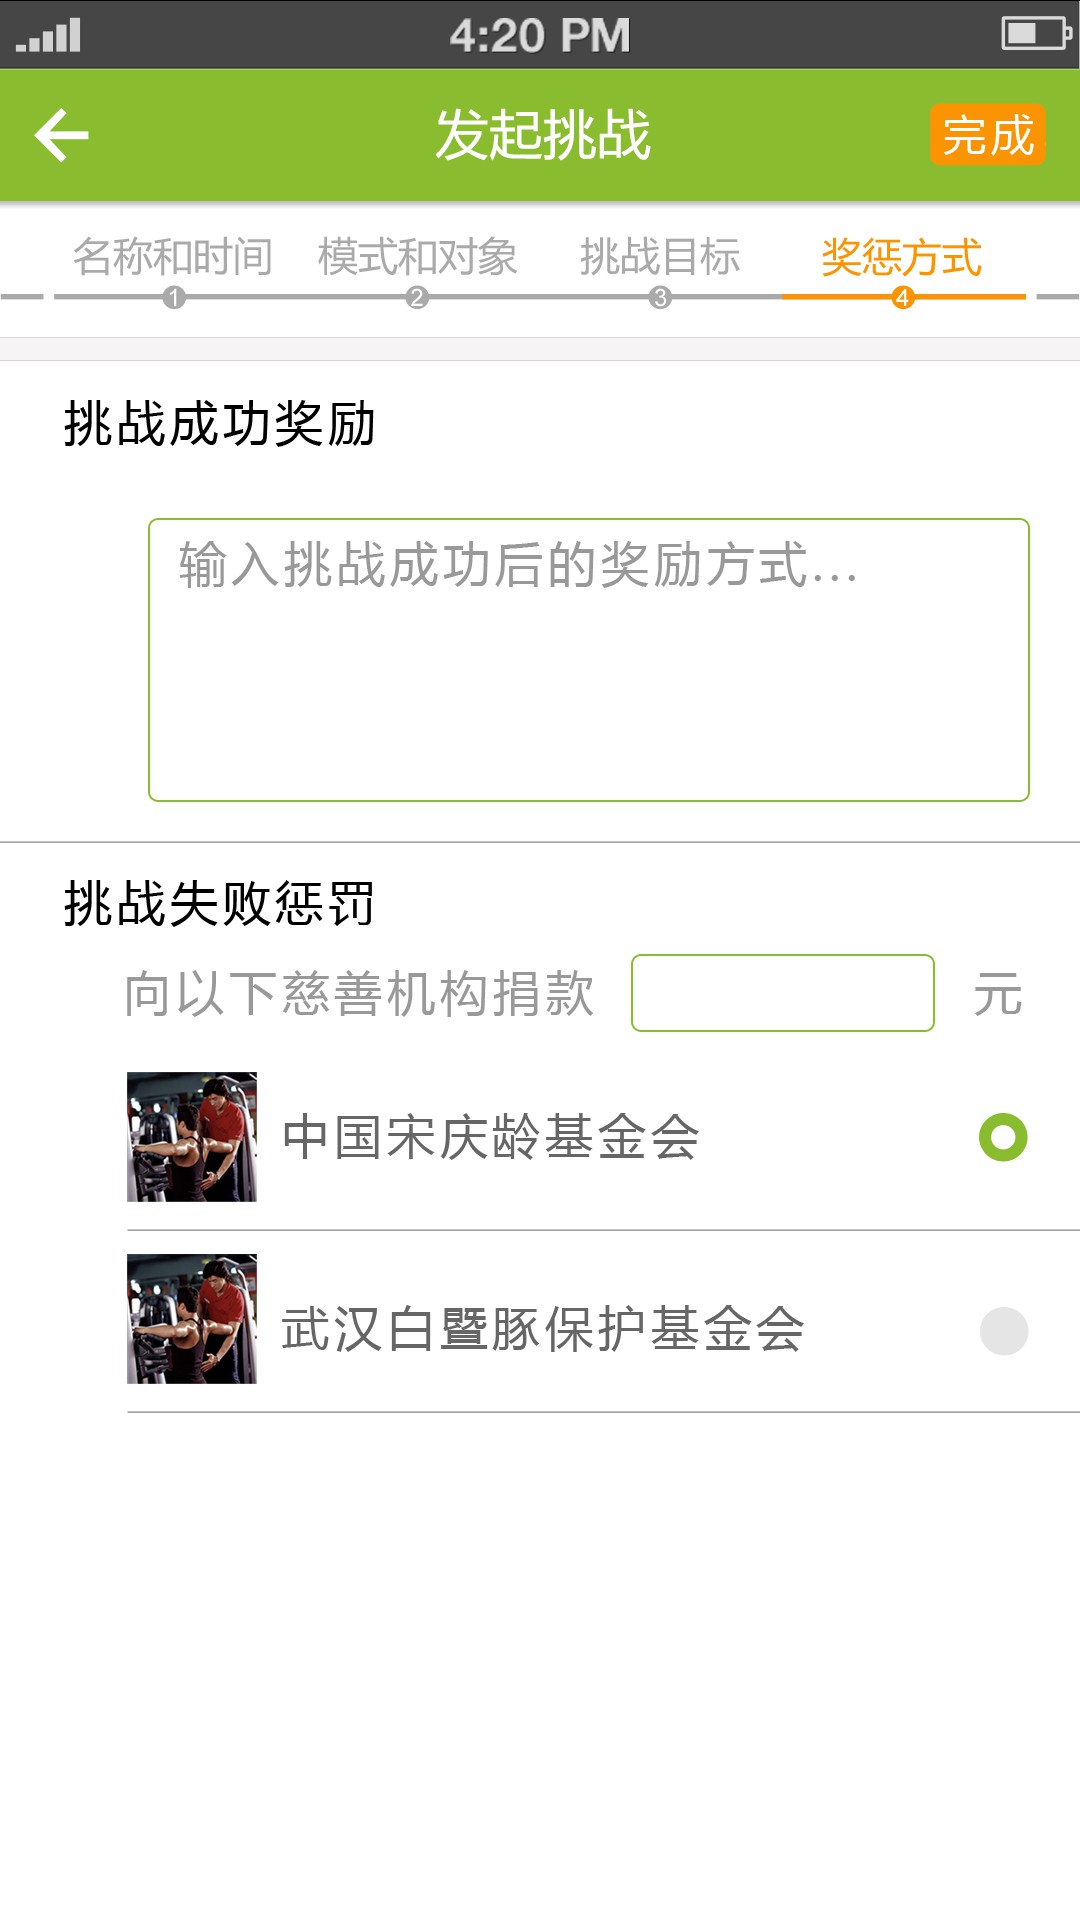 4:20 PM
发起挑战
完成
名称和时间 模式和对象 挑战目标 奖惩方式
1 2 3 4
挑战成功奖励
输入挑战成功后的奖励方式...
挑战失败惩罚
向以下慈善机构捐款 元
中国宋庆龄基金会
武汉白暨豚保护基金会